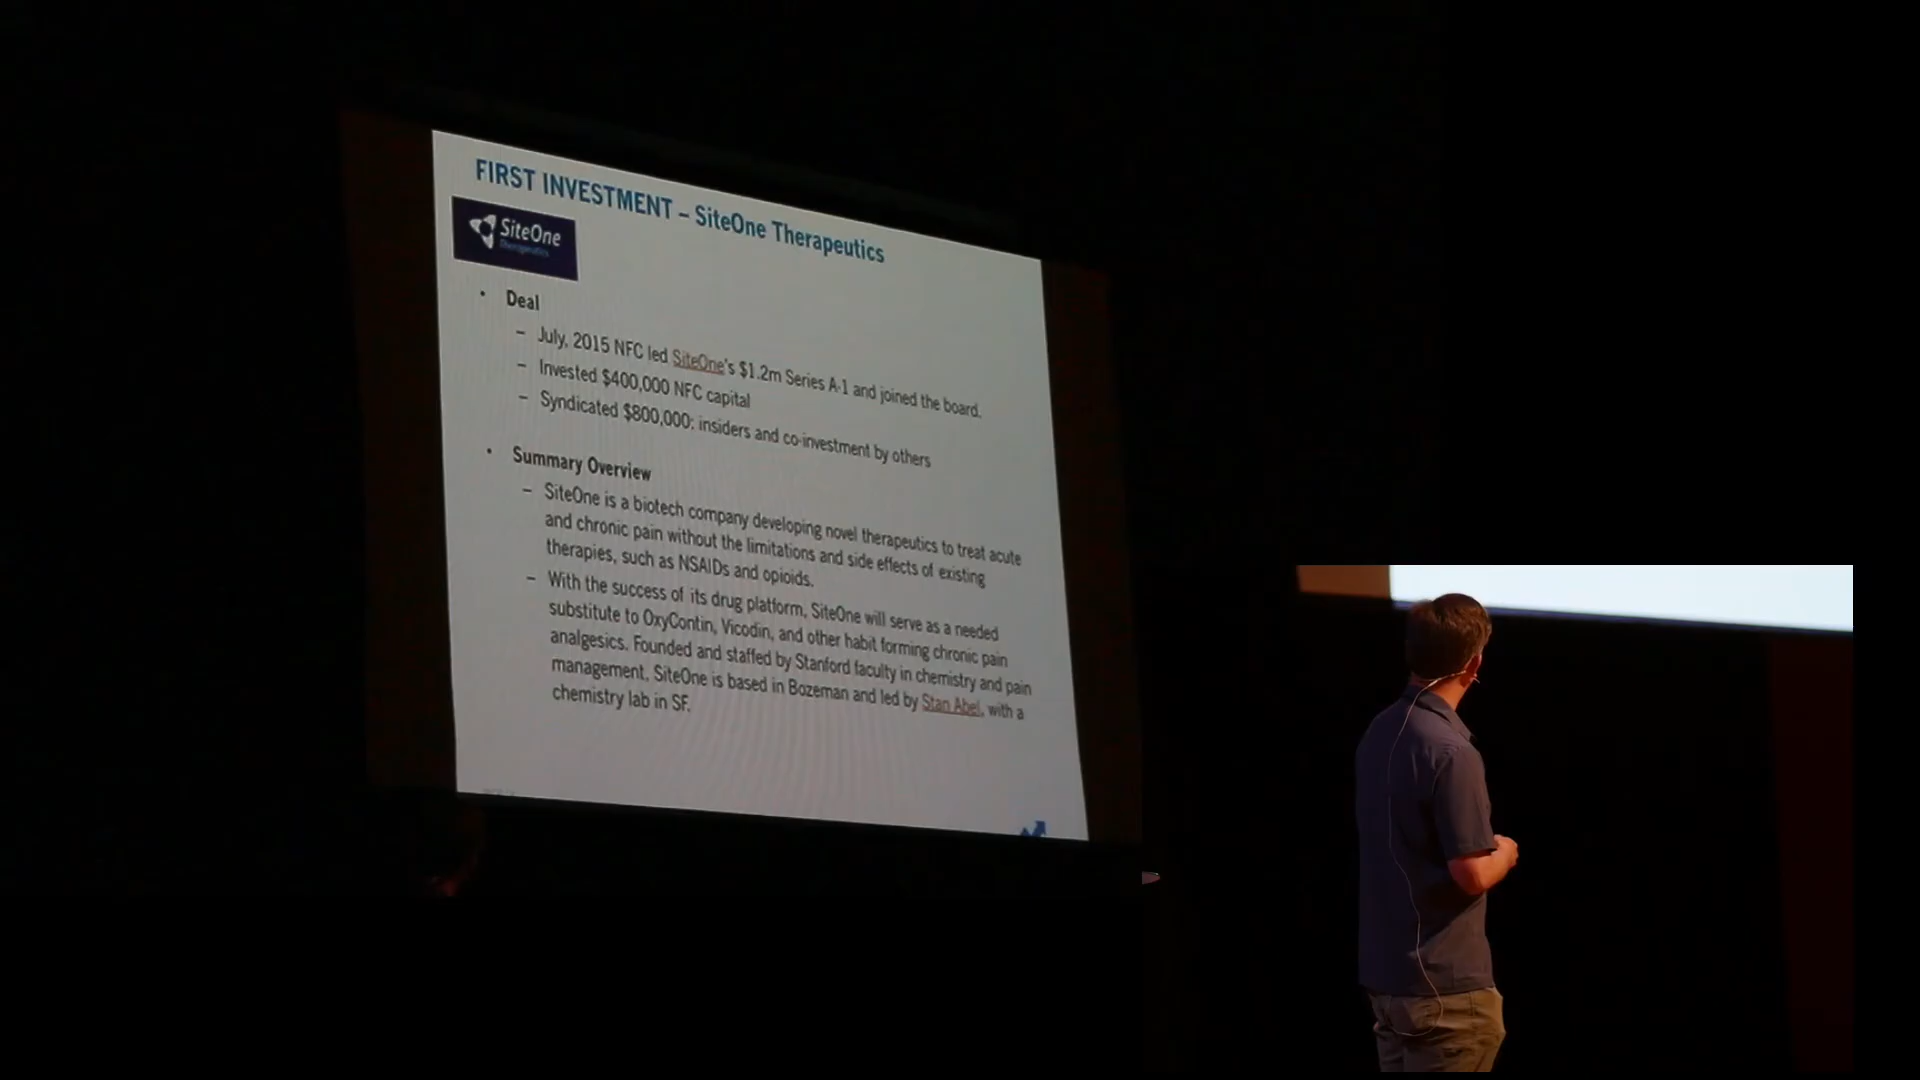 FIRST INVESTMENT – SiteOne Therapeutics
SiteOne
Therapeutics
• Deal
– July, 2015 NFC led SiteOne's $1.2m Series A-1 and joined the board.
– Invested $400,000 NFC capital
– Syndicated $800,000: insiders and co-investment by others
• Summary Overview
– SiteOne is a biotech company developing novel therapeutics to treat acute
and chronic pain without the limitations and side effects of existing
therapies, such as NSAIDs and opioids.
– With the success of its drug platform, SiteOne will serve as a needed
substitute to OxyContin, Vicodin, and other habit forming chronic pain
analgesics. Founded and staffed by Stanford faculty in chemistry and pain
management, SiteOne is based in Bozeman and led by Stan Abel, with a
chemistry lab in SF.